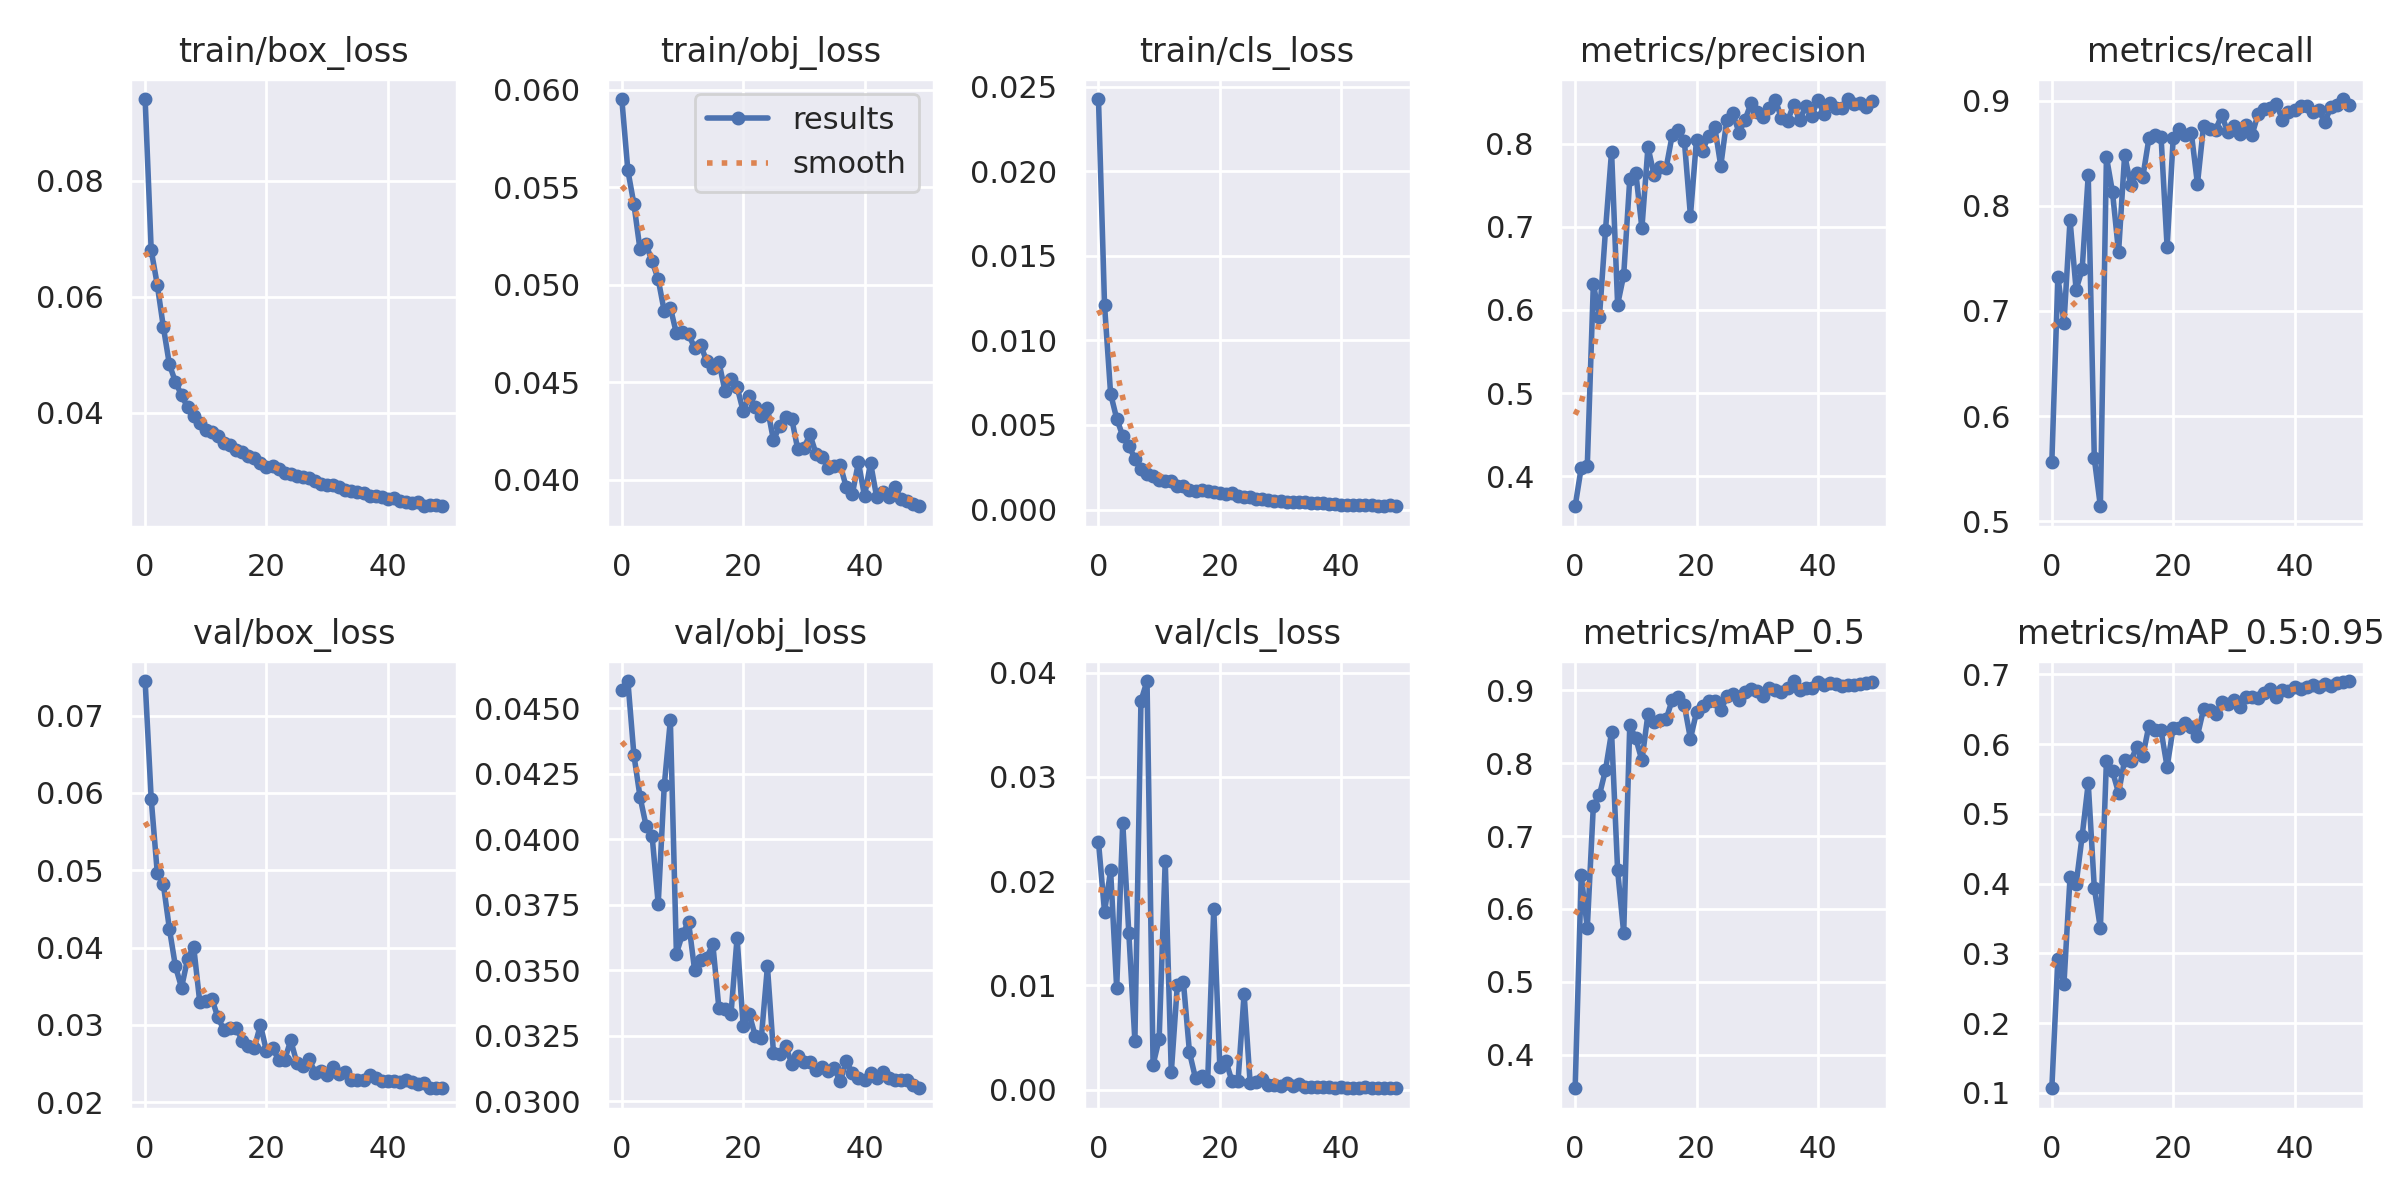 train/box_loss
0.08
0.06
0.04
0 20 40
train/obj_loss
results
smooth
0.060
0.055
0.050
0.045
0.040
0 20 40
train/cls_loss
0.025
0.020
0.015
0.010
0.005
0.000
0 20 40
metrics/precision
0.8
0.7
0.6
0.5
0.4
0 20 40
metrics/recall
0.9
0.8
0.7
0.6
0.5
0 20 40
val/box_loss
0.07
0.06
0.05
0.04
0.03
0.02
0 20 40
val/obj_loss
0.0450
0.0425
0.0400
0.0375
0.0350
0.0325
0.0300
0 20 40
val/cls_loss
0.04
0.03
0.02
0.01
0.00
0 20 40
metrics/mAP_0.5
0.9
0.8
0.7
0.6
0.5
0.4
0 20 40
metrics/mAP_0.5:0.95
0.7
0.6
0.5
0.4
0.3
0.2
0.1
0 20 40